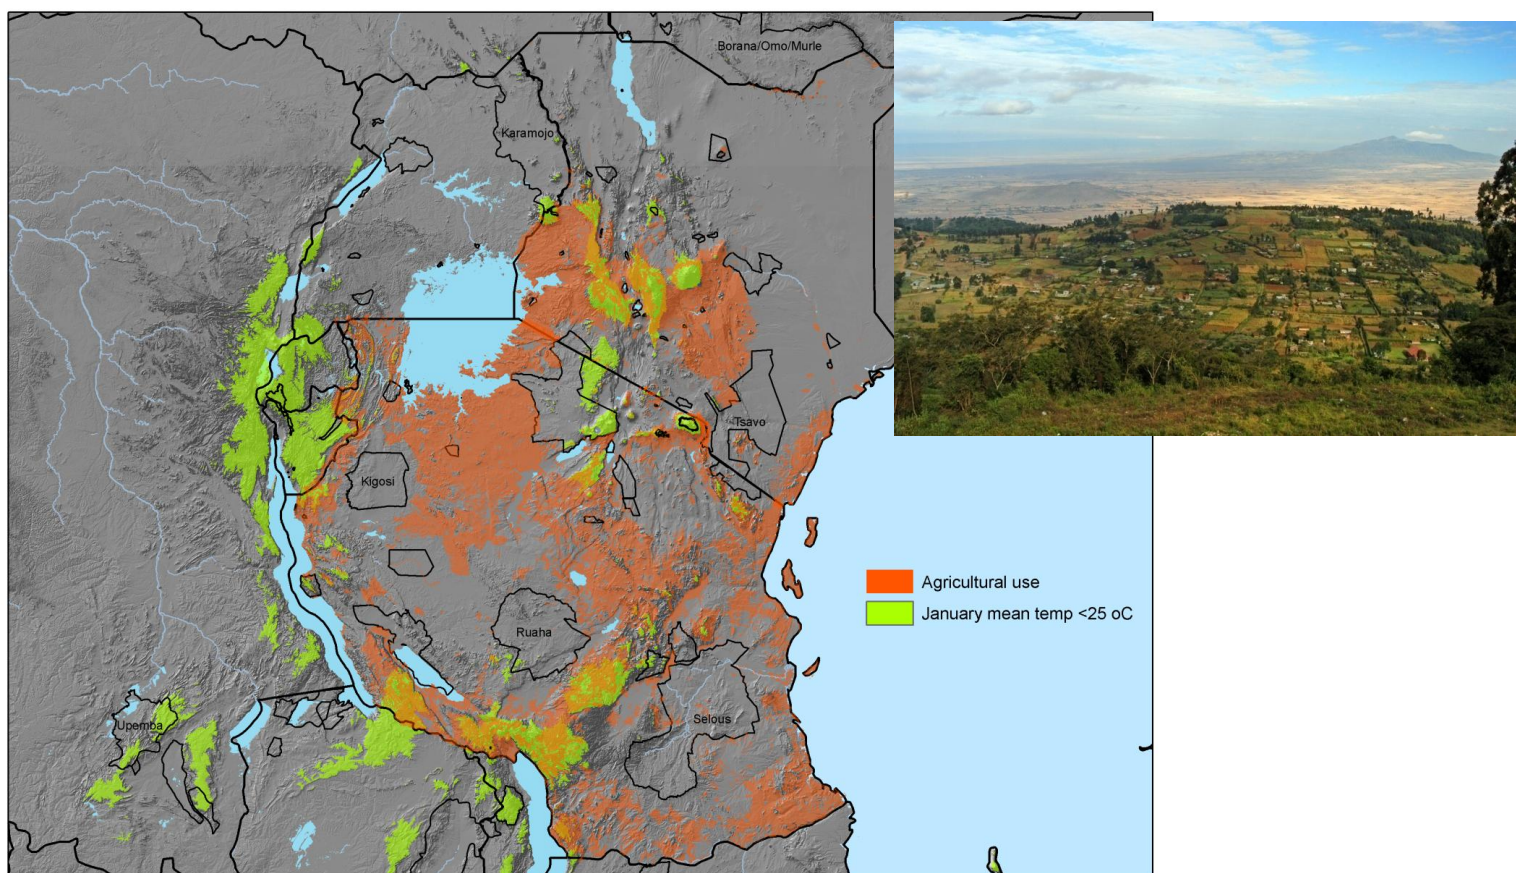 Borana/Omo/Murle
Karamojo
Tsavo
Kigosi
Agricultural use
January mean temp <25 oC
Ruaha
Selous
Upemba